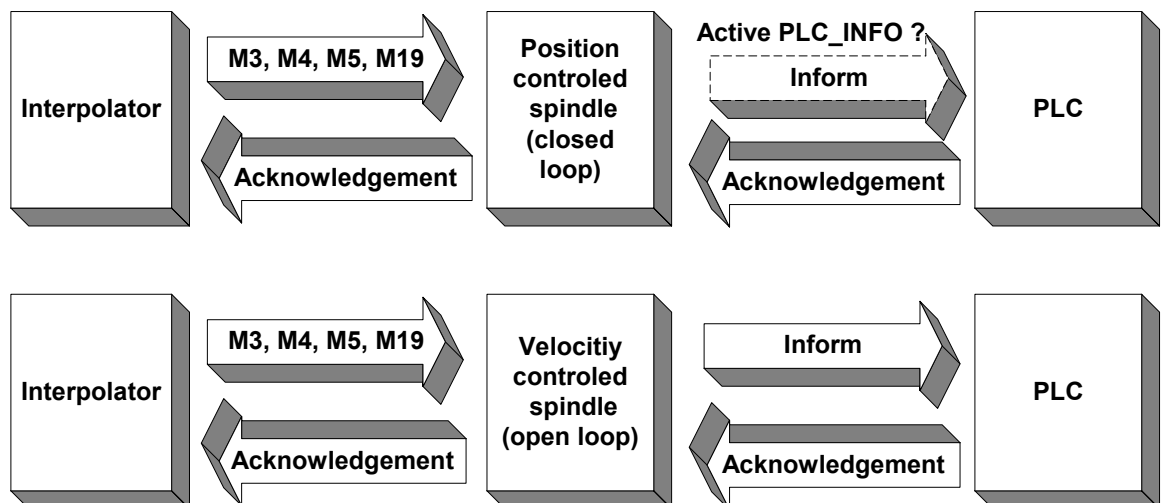 Active PLC_INFO ?
M3, M4, M5, M19
Inform
Interpolator
Position
controled
spindle
(closed
loop)
PLC
Acknowledgement
Acknowledgement
M3, M4, M5, M19
Inform
Interpolator
Velocitiy
controled
spindle
(open loop)
PLC
Acknowledgement
Acknowledgement